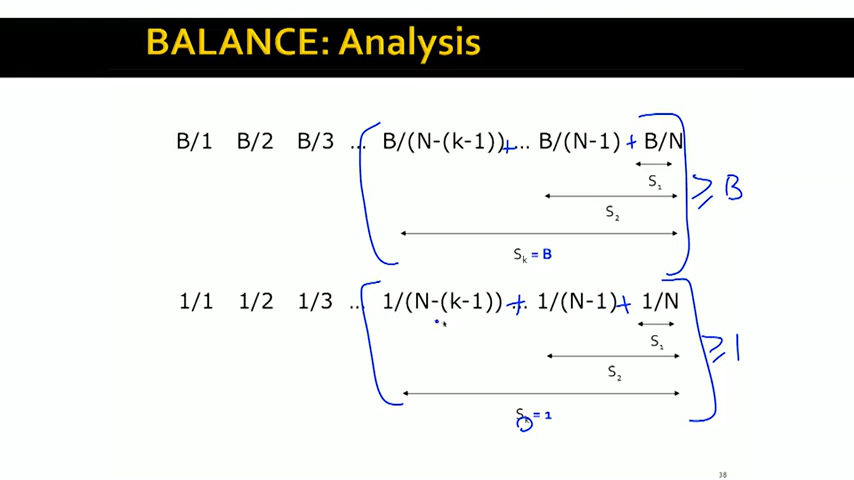 BALANCE: Analysis
B/1 B/2 B/3 ... B/(N-(k-1)) + ... B/(N-1) + B/N
≥ B
S₁
S₂
Sₖ = B
1/1 1/2 1/3 ... 1/(N-(k-1)) + ... 1/(N-1) + 1/N
≥ 1
S₁
S₂
Sₖ = 1
38